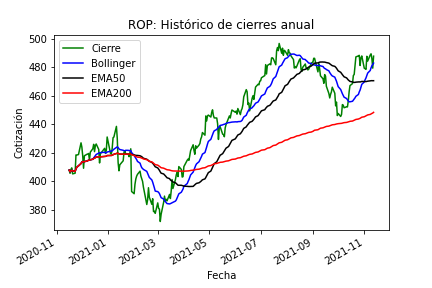 ROP: Histórico de cierres anual
Cierre
Bollinger
EMA50
EMA200
Cotización
500
480
460
440
420
400
380
2020-11
2021-01
2021-03
2021-05
2021-07
2021-09
2021-11
Fecha